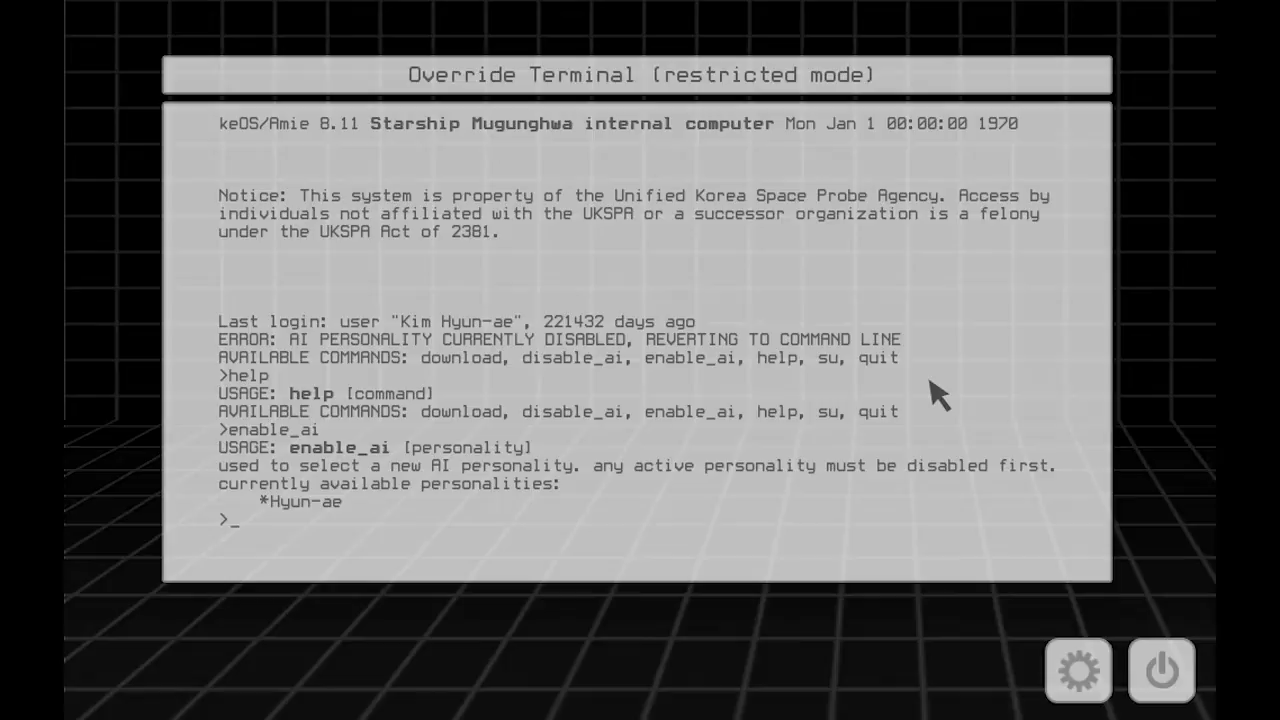 Override Terminal (restricted mode)
keOS/Amie 8.11 Starship Mugunghwa internal computer Mon Jan 1 00:00:00 1970
Notice: This system is property of the Unified Korea Space Probe Agency. Access by
individuals not affiliated with the UKSPA or a successor organization is a felony
under the UKSPA Act of 2381.
Last login: user "Kim Hyun-ae", 221432 days ago
ERROR: AI PERSONALITY CURRENTLY DISABLED, REVERTING TO COMMAND LINE
AVAILABLE COMMANDS: download, disable_ai, enable_ai, help, su, quit
>help
USAGE: help [command]
AVAILABLE COMMANDS: download, disable_ai, enable_ai, help, su, quit
>enable_ai
USAGE: enable_ai [personality]
used to select a new AI personality. any active personality must be disabled first.
currently available personalities:
*Hyun-ae
>_